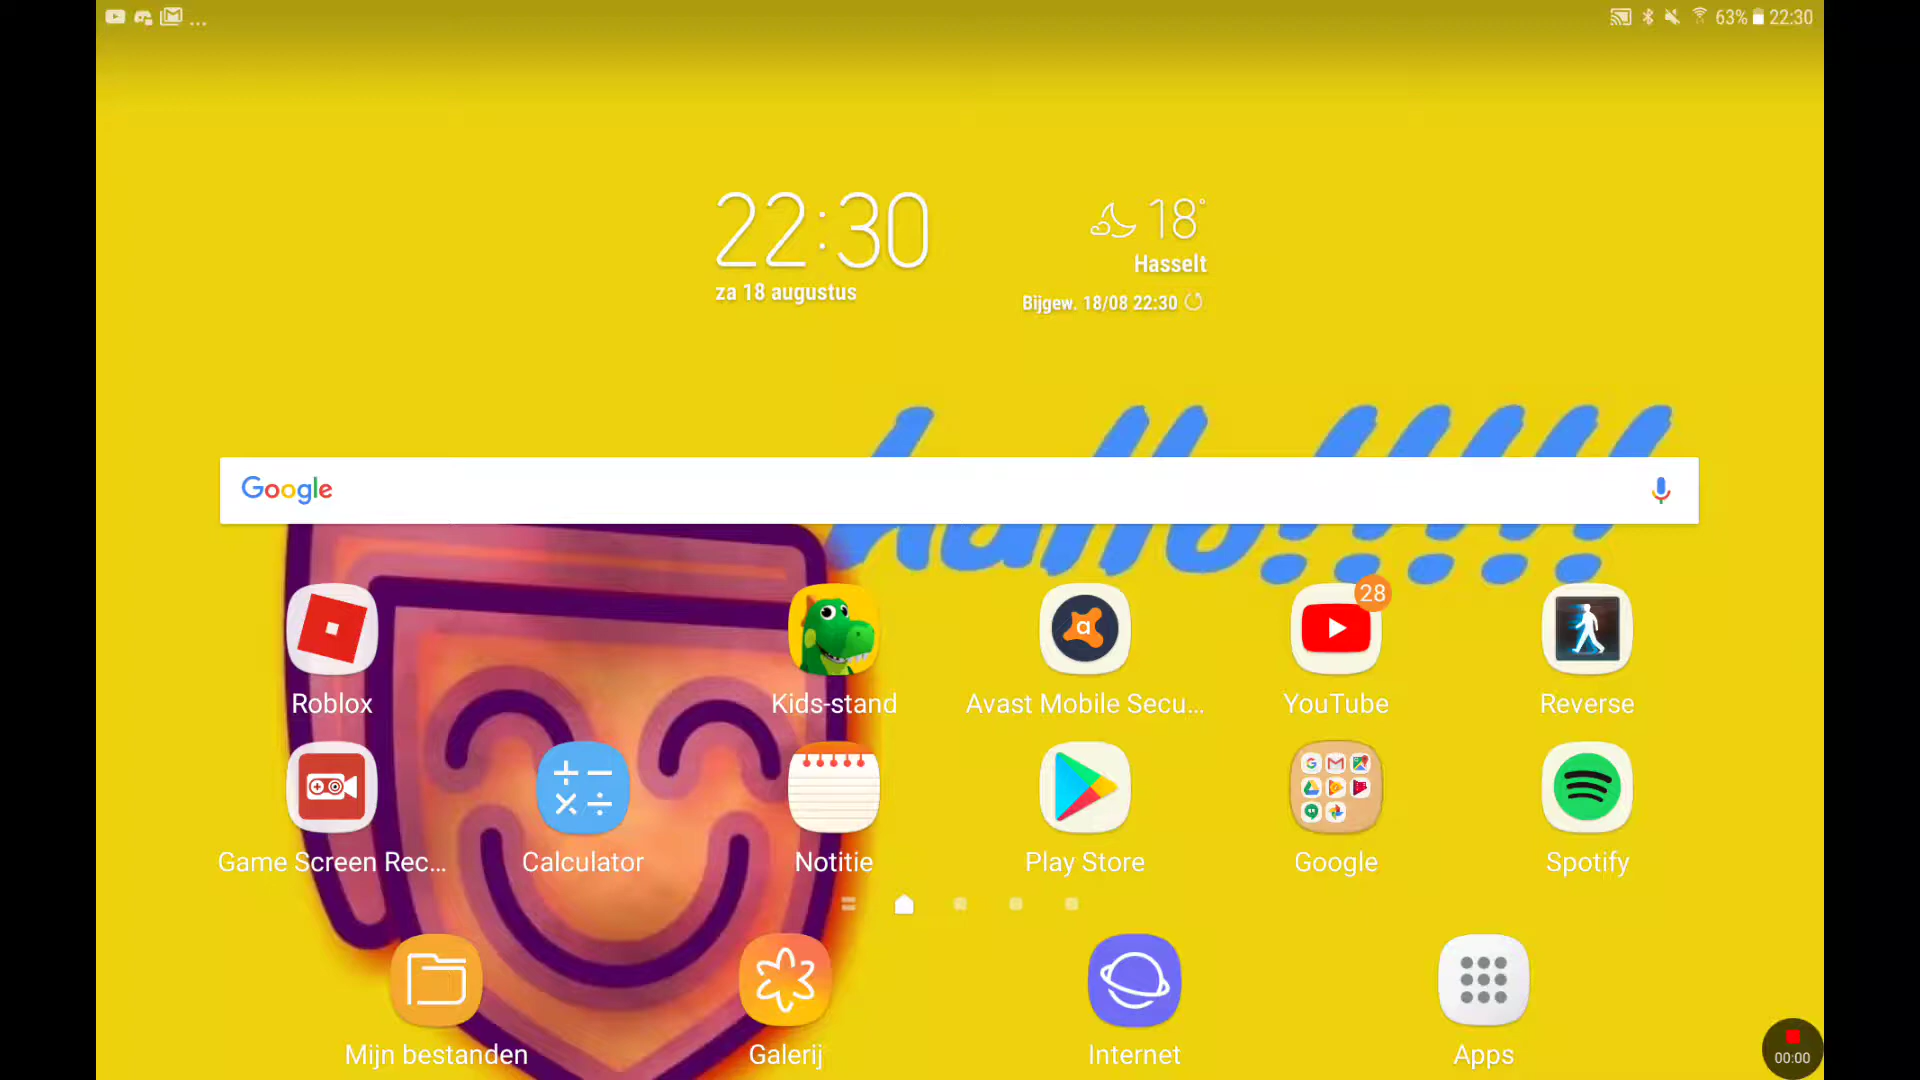 ... 63% 22:30
22:30
za 18 augustus
18°
Hasselt
Bijgew. 18/08 22:30
hallo!!!!!
Google
28
Roblox
Kids-stand
Avast Mobile Secu...
YouTube
Reverse
Game Screen Rec...
Calculator
Notitie
Play Store
Google
Spotify
Mijn bestanden
Galerij
Internet
Apps
00:00